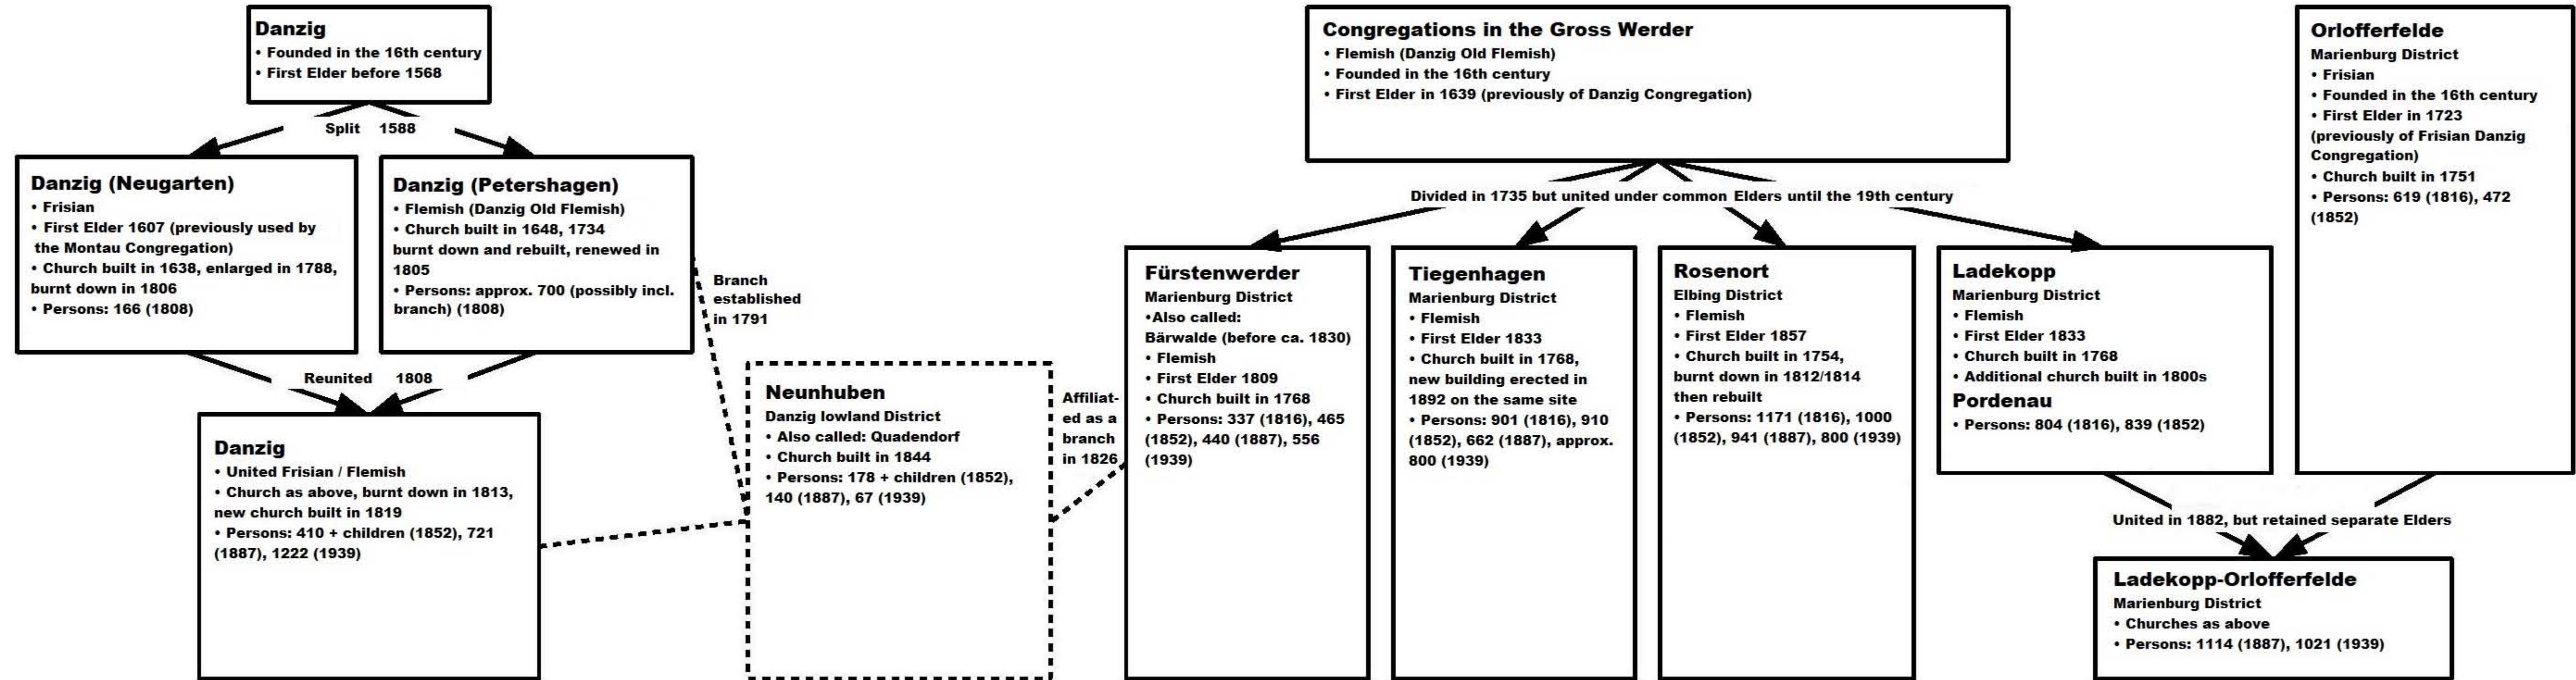 Danzig
• Founded in the 16th century
• First Elder before 1568
Split 1588
Danzig (Neugarten)
• Frisian
• First Elder 1607 (previously used by
the Montau Congregation)
• Church built in 1638, enlarged in 1788,
burnt down in 1806
• Persons: 166 (1808)
Danzig (Petershagen)
• Flemish (Danzig Old Flemish)
• Church built in 1648, 1734
burnt down and rebuilt, renewed in
1805
• Persons: approx. 700 (possibly incl.
branch) (1808)
Reunited 1808
Danzig
• United Frisian / Flemish
• Church as above, burnt down in 1813,
new church built in 1819
• Persons: 410 + children (1852), 721
(1887), 1222 (1939)
Branch
established
in 1791
Neunhuben
Danzig lowland District
• Also called: Quadendorf
• Church built in 1844
• Persons: 178 + children (1852),
140 (1887), 67 (1939)
Affiliat-
ed as a
branch
in 1826
Congregations in the Gross Werder
• Flemish (Danzig Old Flemish)
• Founded in the 16th century
• First Elder in 1639 (previously of Danzig Congregation)
Divided in 1735 but united under common Elders until the 19th century
Fürstenwerder
Marienburg District
•Also called:
Bärwalde (before ca. 1830)
• Flemish
• First Elder 1809
• Church built in 1768
• Persons: 337 (1816), 465
(1852), 440 (1887), 556
(1939)
Tiegenhagen
Marienburg District
• Flemish
• First Elder 1833
• Church built in 1768,
new building erected in
1892 on the same site
• Persons: 901 (1816), 910
(1852), 662 (1887), approx.
800 (1939)
Rosenort
Elbing District
• Flemish
• First Elder 1857
• Church built in 1754,
burnt down in 1812/1814
then rebuilt
• Persons: 1171 (1816), 1000
(1852), 941 (1887), 800 (1939)
Ladekopp
Marienburg District
• Flemish
• First Elder 1833
• Church built in 1768
• Additional church built in 1800s
Pordenau
• Persons: 804 (1816), 839 (1852)
Orlofferfelde
Marienburg District
• Frisian
• Founded in the 16th century
• First Elder in 1723
(previously of Frisian Danzig
Congregation)
• Church built in 1751
• Persons: 619 (1816), 472
(1852)
United in 1882, but retained separate Elders
Ladekopp-Orlofferfelde
Marienburg District
• Churches as above
• Persons: 1114 (1887), 1021 (1939)